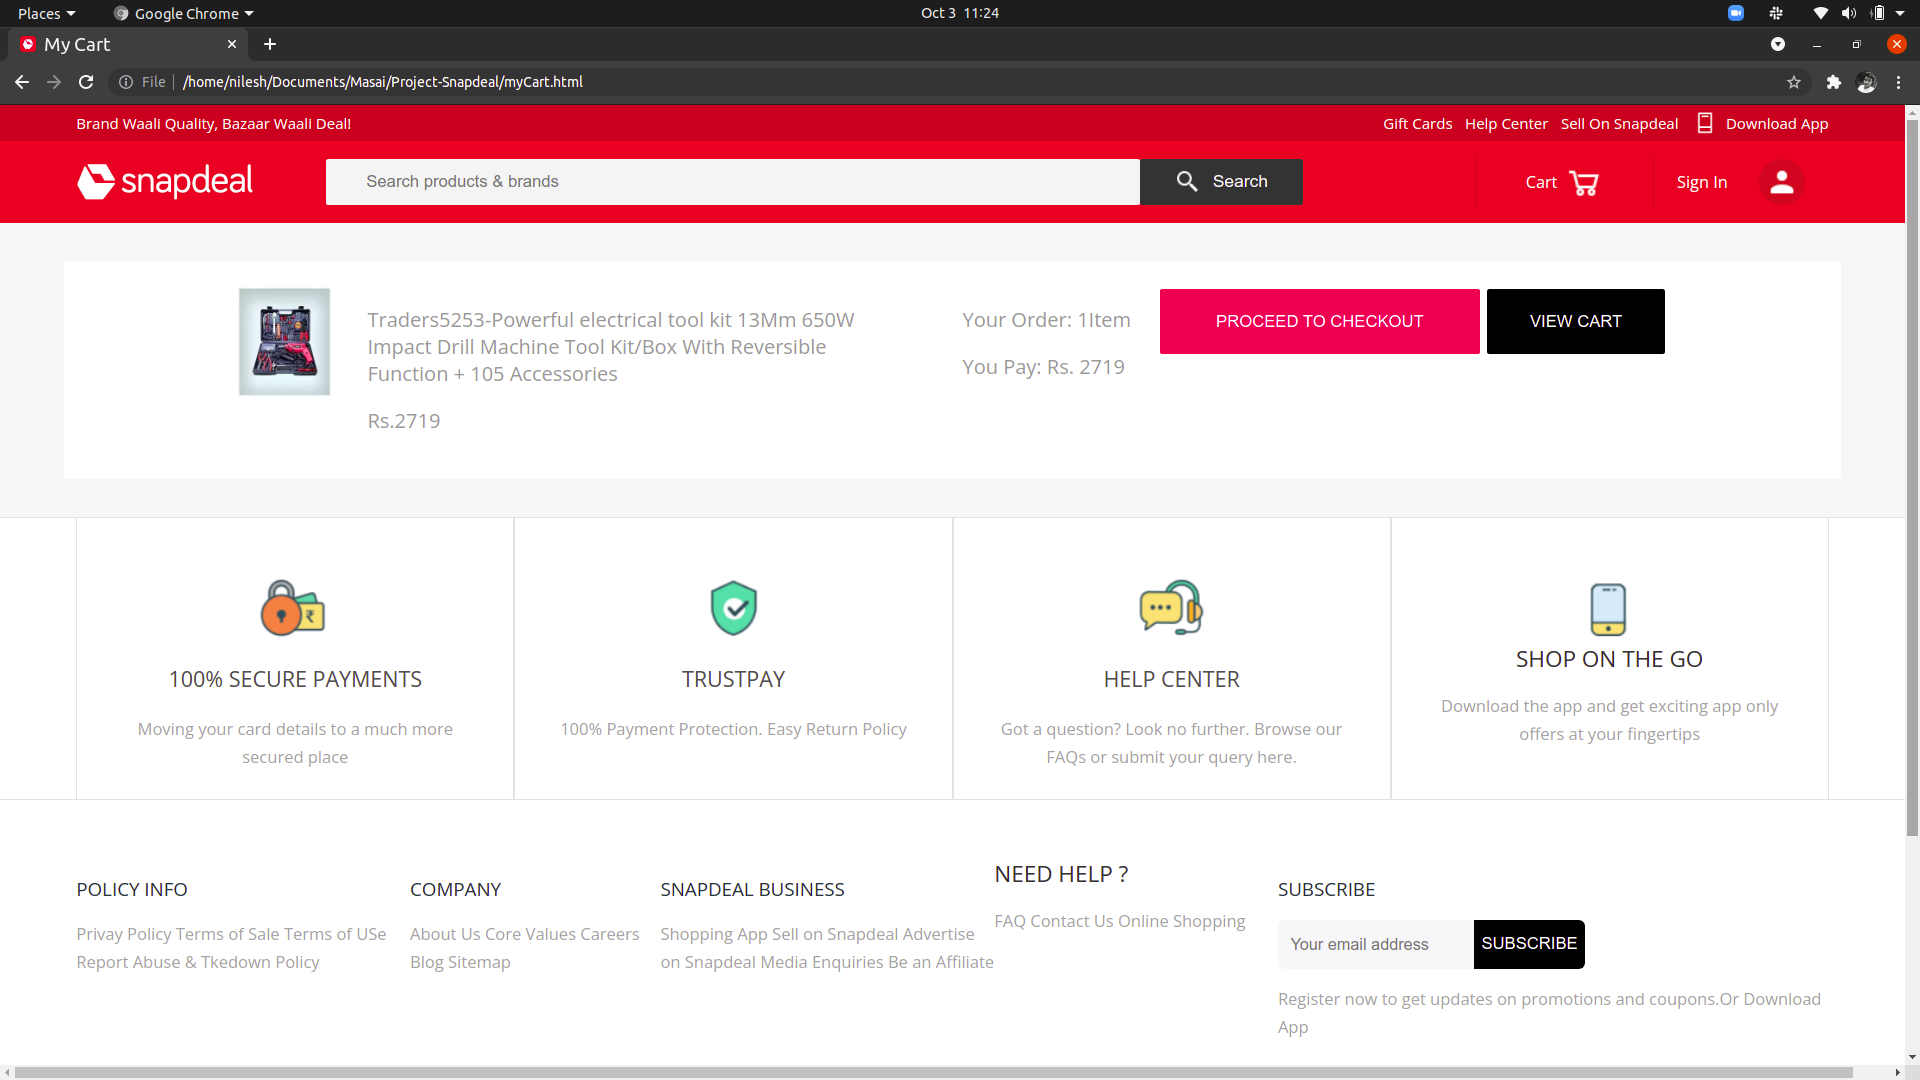 Places
Google Chrome
Oct 3 11:24
My Cart
File
/home/nilesh/Documents/Masai/Project-Snapdeal/myCart.html
Brand Waali Quality, Bazaar Waali Deal!
Gift Cards
Help Center
Sell On Snapdeal
Download App
snapdeal
Search products & brands
Search
Cart
Sign In
Traders5253-Powerful electrical tool kit 13Mm 650W
Impact Drill Machine Tool Kit/Box With Reversible
Function + 105 Accessories
Rs.2719
Your Order: 1Item
You Pay: Rs. 2719
PROCEED TO CHECKOUT
VIEW CART
100% SECURE PAYMENTS
Moving your card details to a much more
secured place
TRUSTPAY
100% Payment Protection. Easy Return Policy
HELP CENTER
Got a question? Look no further. Browse our
FAQs or submit your query here.
SHOP ON THE GO
Download the app and get exciting app only
offers at your fingertips
POLICY INFO
Privay Policy Terms of Sale Terms of USe
Report Abuse & Tkedown Policy
COMPANY
About Us Core Values Careers
Blog Sitemap
SNAPDEAL BUSINESS
Shopping App Sell on Snapdeal Advertise
on Snapdeal Media Enquiries Be an Affiliate
NEED HELP ?
FAQ Contact Us Online Shopping
SUBSCRIBE
Your email address
SUBSCRIBE
Register now to get updates on promotions and coupons.Or Download
App